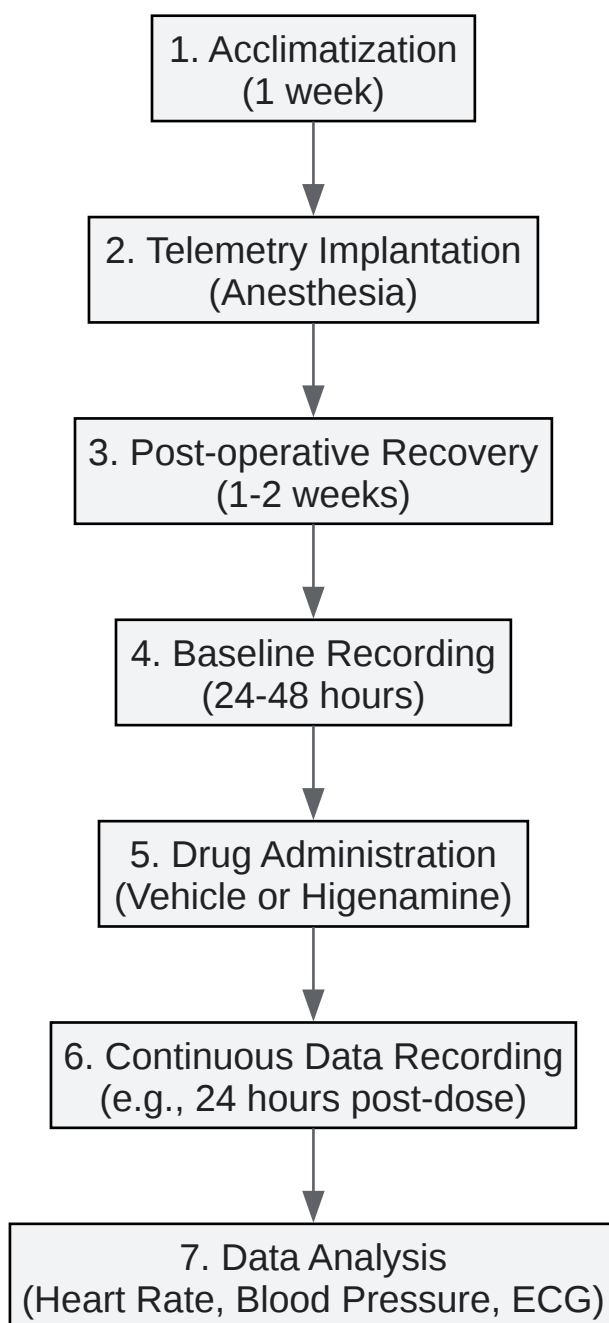 1. Acclimatization
(1 week)
2. Telemetry Implantation
(Anesthesia)
3. Post-operative Recovery
(1-2 weeks)
4. Baseline Recording
(24-48 hours)
5. Drug Administration
(Vehicle or Higenamine)
6. Continuous Data Recording
(e.g., 24 hours post-dose)
7. Data Analysis
(Heart Rate, Blood Pressure, ECG)